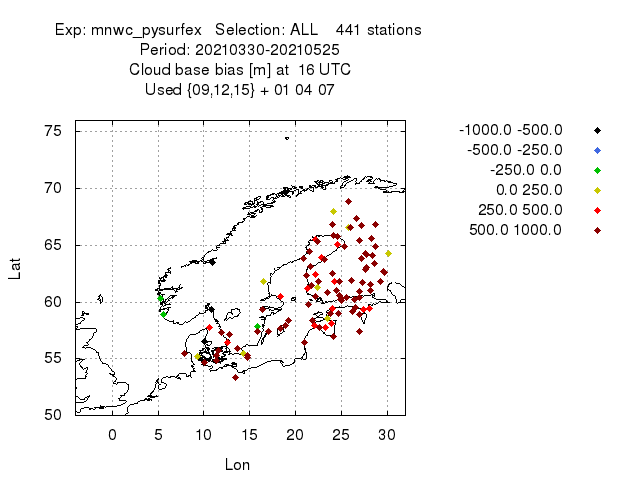 Exp: mnwc_pysurfex Selection: ALL 441 stations
Period: 20210330-20210525
Cloud base bias [m] at 16 UTC
Used {09,12,15} + 01 04 07
-1000.0 -500.0
-500.0 -250.0
-250.0 0.0
0.0 250.0
250.0 500.0
500.0 1000.0
75
70
65
60
55
50
Lat
0 5 10 15 20 25 30
Lon